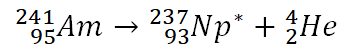 ²⁴¹₉₅Am → ²³⁷₉₃Np* + ⁴₂He